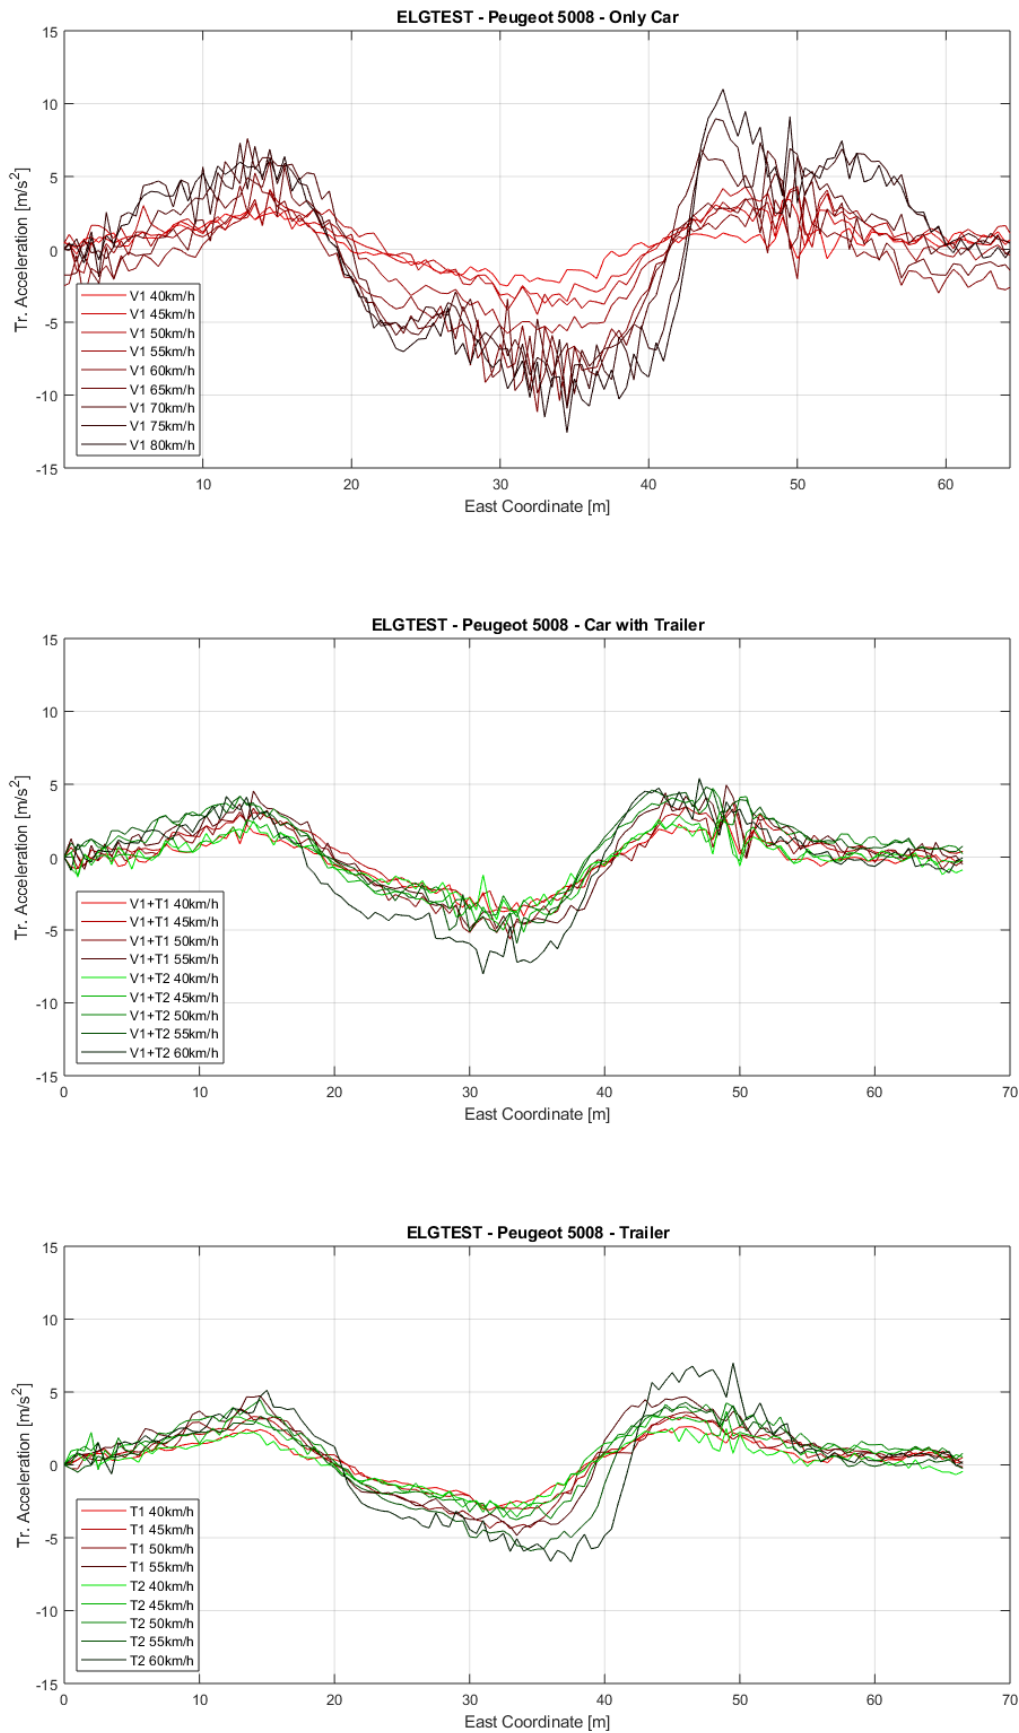 ELGTEST - Peugeot 5008 - Only Car
15
10
5
0
-5
-10
-15
Tr. Acceleration [m/s²]
V1 40km/h
V1 45km/h
V1 50km/h
V1 55km/h
V1 60km/h
V1 65km/h
V1 70km/h
V1 75km/h
V1 80km/h
10 20 30 40 50 60
East Coordinate [m]
ELGTEST - Peugeot 5008 - Car with Trailer
15
10
5
0
-5
-10
-15
Tr. Acceleration [m/s²]
V1+T1 40km/h
V1+T1 45km/h
V1+T1 50km/h
V1+T1 55km/h
V1+T2 40km/h
V1+T2 45km/h
V1+T2 50km/h
V1+T2 55km/h
V1+T2 60km/h
0 10 20 30 40 50 60 70
East Coordinate [m]
ELGTEST - Peugeot 5008 - Trailer
15
10
5
0
-5
-10
-15
Tr. Acceleration [m/s²]
T1 40km/h
T1 45km/h
T1 50km/h
T1 55km/h
T2 40km/h
T2 45km/h
T2 50km/h
T2 55km/h
T2 60km/h
0 10 20 30 40 50 60 70
East Coordinate [m]